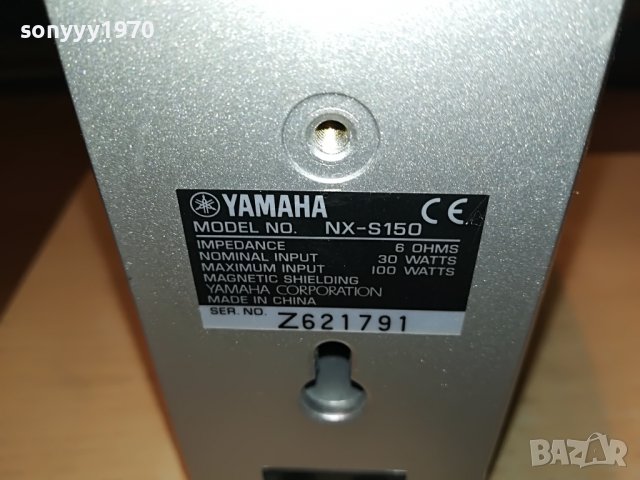 sonyyy1970
YAMAHA CE
MODEL NO. NX-S150
IMPEDANCE 6 OHMS
NOMINAL INPUT 30 WATTS
MAXIMUM INPUT 100 WATTS
MAGNETIC SHIELDING
YAMAHA CORPORATION
MADE IN CHINA
SER. NO. Z621791
BAZAR